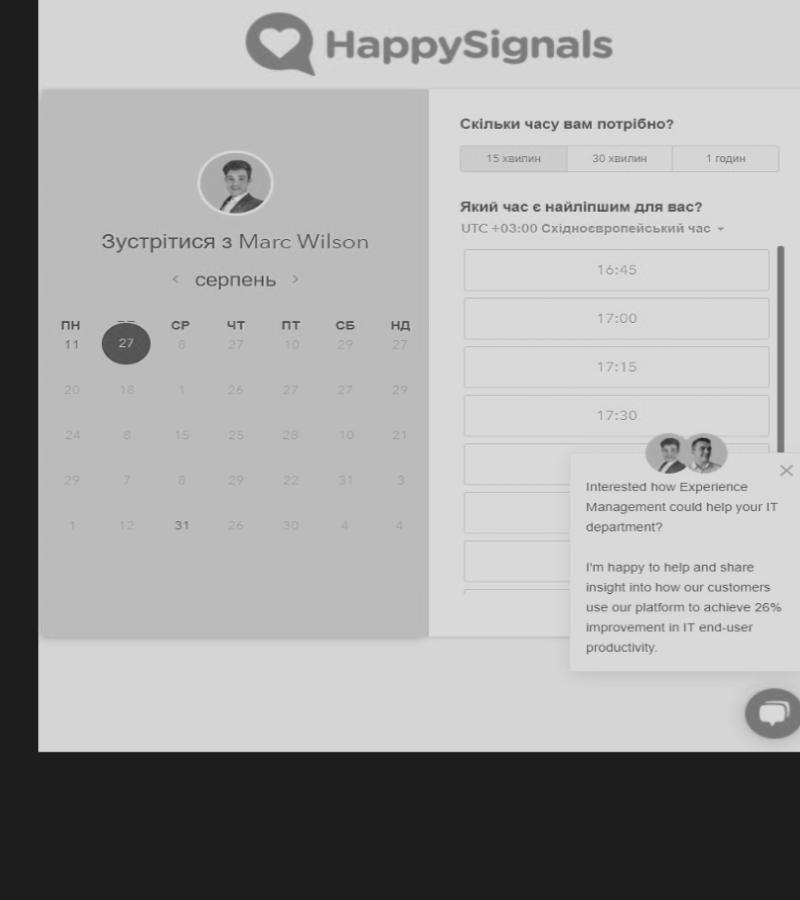 HappySignals
Зустрітися з Marc Wilson
серпень
ПН СР ЧТ ПТ СБ НД
11 27 8 27 10 29 27
20 18 1 26 27 27 29
24 8 15 25 28 10 21
29 7 8 29 22 31 3
1 12 31 26 30 4 4
Скільки часу вам потрібно?
15 хвилин 30 хвилин 1 годин
Який час є найліпшим для вас?
UTC +03:00 Східноєвропейський час
16:45
17:00
17:15
17:30
Interested how Experience
Management could help your IT
department?
I'm happy to help and share
insight into how our customers
use our platform to achieve 26%
improvement in IT end-user
productivity.